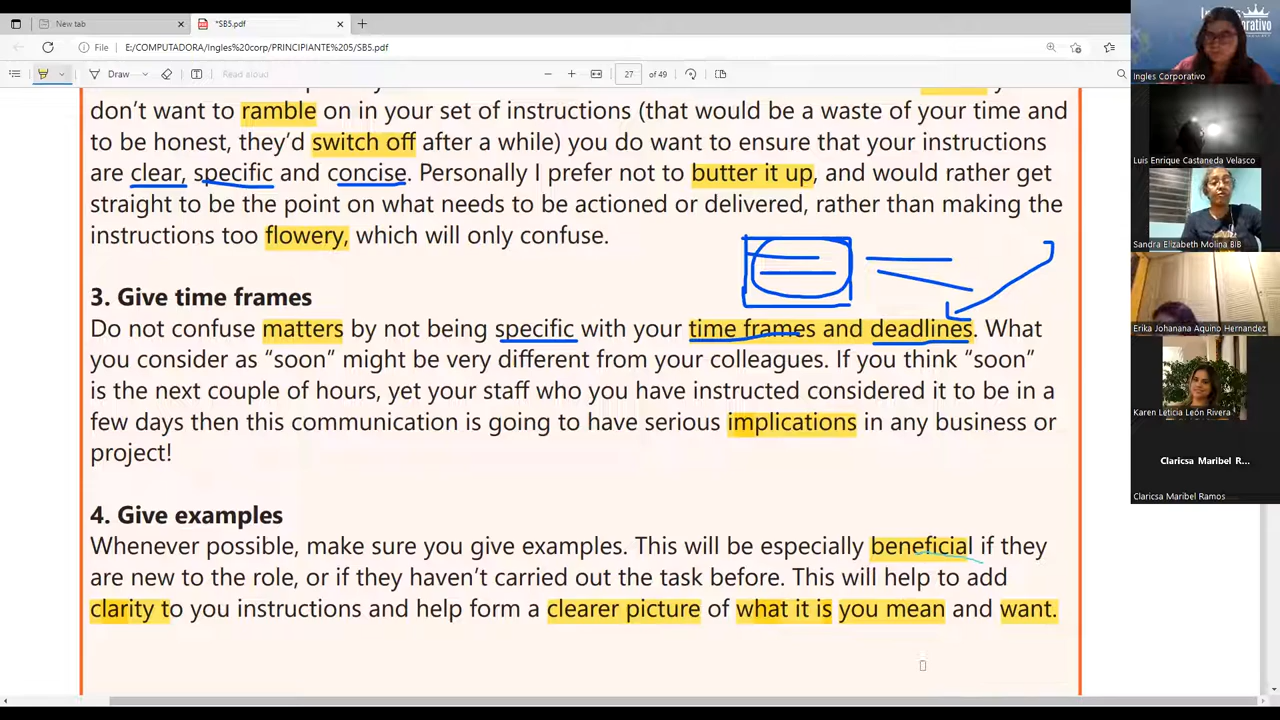 New tab
*SB5.pdf
File
E:/COMPUTADORA/Ingles%20corp/PRINCIPIANTE%205/SB5.pdf
Draw
Read aloud
27
of 49
don't want to ramble on in your set of instructions (that would be a waste of your time and
to be honest, they'd switch off after a while) you do want to ensure that your instructions
are clear, specific and concise. Personally I prefer not to butter it up, and would rather get
straight to be the point on what needs to be actioned or delivered, rather than making the
instructions too flowery, which will only confuse.
3. Give time frames
Do not confuse matters by not being specific with your time frames and deadlines. What
you consider as "soon" might be very different from your colleagues. If you think "soon"
is the next couple of hours, yet your staff who you have instructed considered it to be in a
few days then this communication is going to have serious implications in any business or
project!
4. Give examples
Whenever possible, make sure you give examples. This will be especially beneficial if they
are new to the role, or if they haven't carried out the task before. This will help to add
clarity to you instructions and help form a clearer picture of what it is you mean and want.
Ingles Corporativo
Luis Enrique Castaneda Velasco
Sandra Elizabeth Molina BIB
Erika Johanana Aquino Hernandez
Karen Leticia León Rivera
Claricsa Maribel R...
Claricsa Maribel Ramos